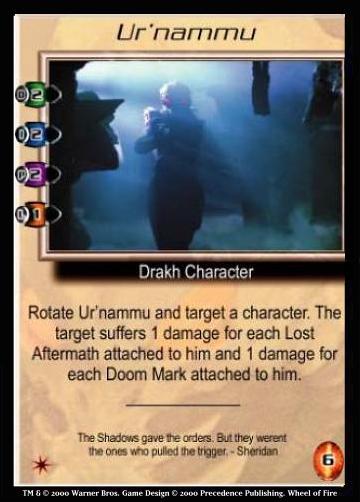 Ur'nammu
D 2
I 2
P 2
L 1
Drakh Character
Rotate Ur'nammu and target a character. The
target suffers 1 damage for each Lost
Aftermath attached to him and 1 damage for
each Doom Mark attached to him.
The Shadows gave the orders. But they werent
the ones who pulled the trigger. - Sheridan
6
TM & © 2000 Warner Bros. Game Design © 2000 Precedence Publishing. Wheel of Fire